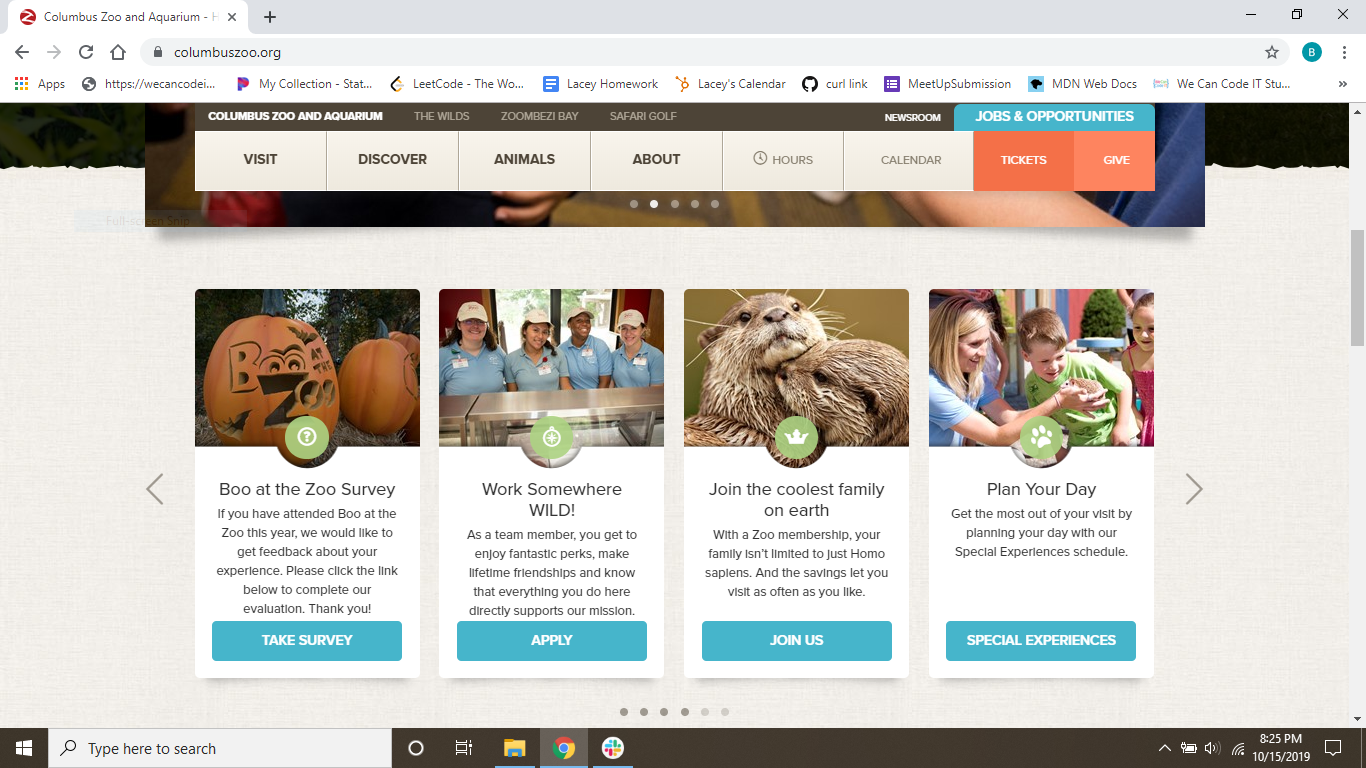 Columbus Zoo and Aquarium - H
columbuszoo.org
B
Apps https://wecancodei... My Collection - Stat... LeetCode - The Wo... Lacey Homework Lacey's Calendar curl link MeetUpSubmission MDN Web Docs We Can Code IT Stu... »
COLUMBUS ZOO AND AQUARIUM THE WILDS ZOOMBEZI BAY SAFARI GOLF NEWSROOM JOBS & OPPORTUNITIES
VISIT DISCOVER ANIMALS ABOUT HOURS CALENDAR TICKETS GIVE
Full-screen Snip
BOO AT THE ZOO
Boo at the Zoo Survey
If you have attended Boo at the
Zoo this year, we would like to
get feedback about your
experience. Please click the link
below to complete our
evaluation. Thank you!
TAKE SURVEY
Work Somewhere
WILD!
As a team member, you get to
enjoy fantastic perks, make
lifetime friendships and know
that everything you do here
directly supports our mission.
APPLY
Join the coolest family
on earth
With a Zoo membership, your
family isn't limited to just Homo
sapiens. And the savings let you
visit as often as you like.
JOIN US
Plan Your Day
Get the most out of your visit by
planning your day with our
Special Experiences schedule.
SPECIAL EXPERIENCES
Type here to search
8:25 PM
10/15/2019